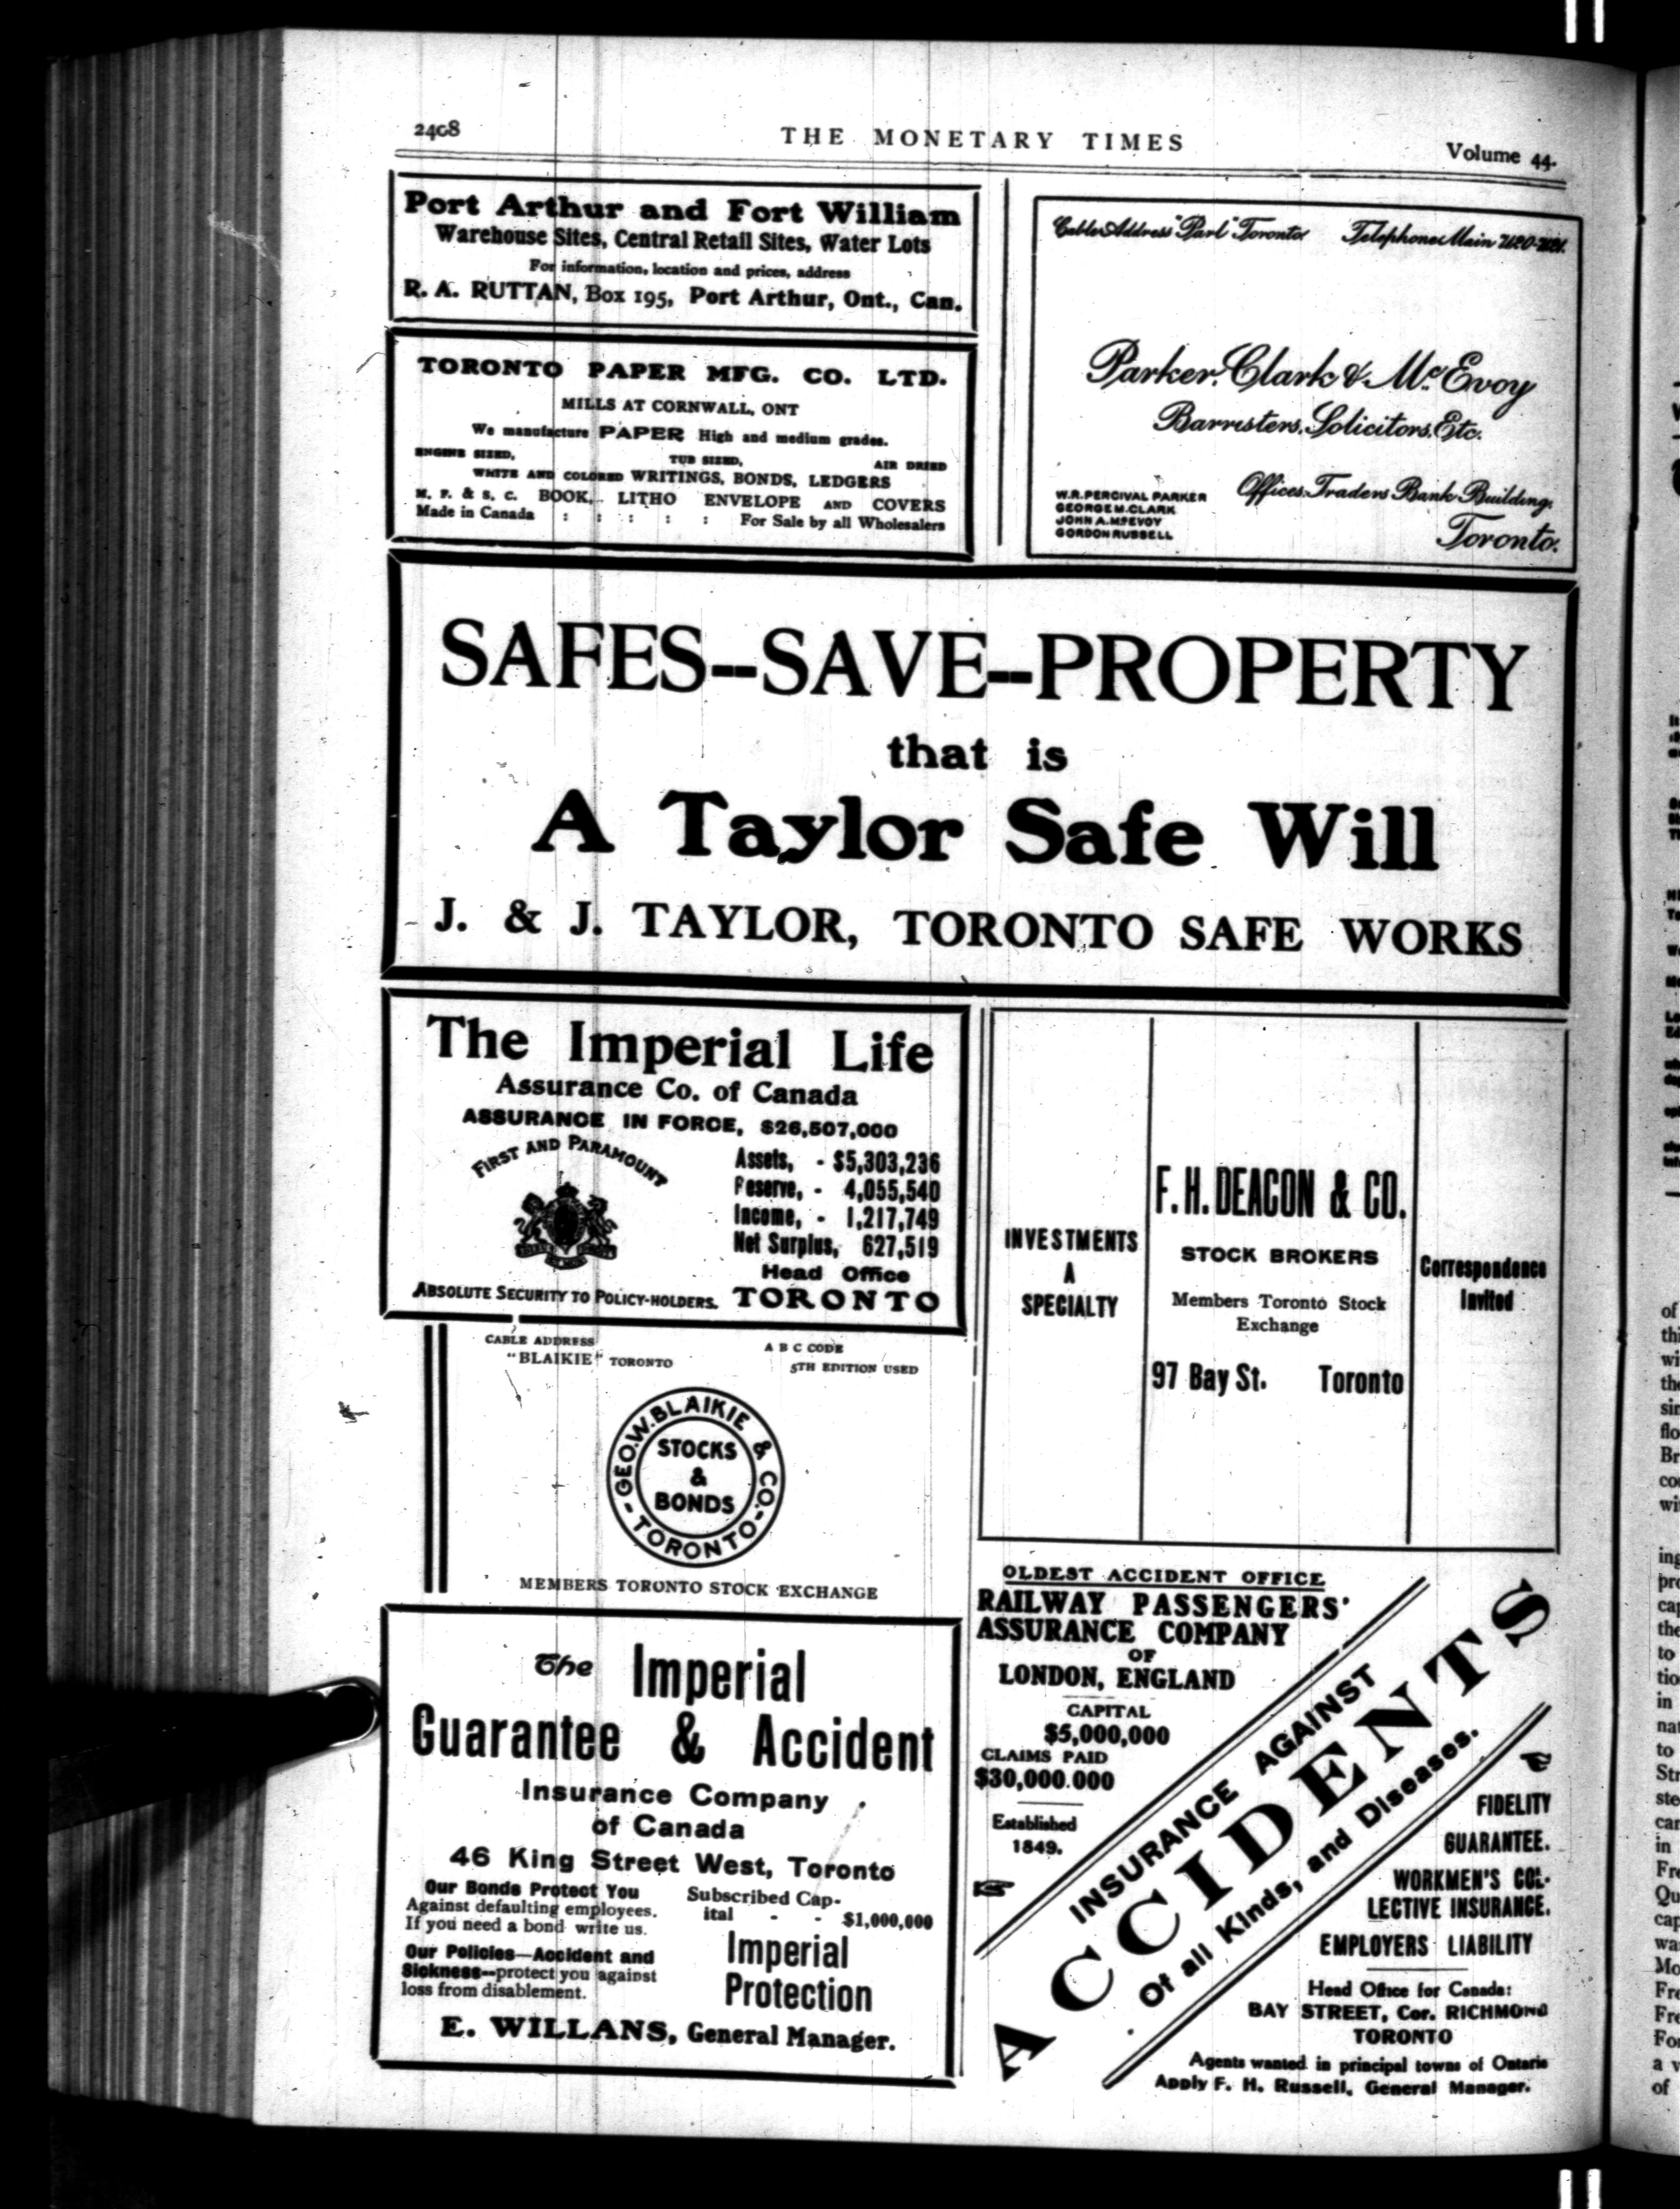 2408
THE MONETARY TIMES
Volume 44.
Port Arthur and Fort William
Warehouse Sites, Central Retail Sites, Water Lots
For information, location and prices, address
R. A. RUTTAN, Box 195, Port Arthur, Ont., Can.
TORONTO PAPER MFG. CO. LTD.
MILLS AT CORNWALL, ONT
We manufacture PAPER High and medium grades.
ENGINE SIZED, TUB SIZED, AIR DRIED
WHITE AND COLORED WRITINGS, BONDS, LEDGERS
M. F. & S. C. BOOK, LITHO ENVELOPE AND COVERS
Made in Canada : : : : : For Sale by all Wholesalers
Cable Address "Parl" Toronto Telephone Main
Parker, Clark & McEvoy
Barristers, Solicitors, Etc.
Offices, Traders Bank Building,
Toronto.
W.R. PERCIVAL PARKER
GEORGE M. CLARK
JOHN A. McEVOY
GORDON RUSSELL
SAFES--SAVE--PROPERTY
that is
A Taylor Safe Will
J. & J. TAYLOR, TORONTO SAFE WORKS
The Imperial Life
Assurance Co. of Canada
ASSURANCE IN FORCE, $26,507,000
FIRST AND PARAMOUNT
Assets, - $5,303,236
Reserve, - 4,055,540
Income, - 1,217,749
Net Surplus, 627,519
Head Office
ABSOLUTE SECURITY TO POLICY-HOLDERS. TORONTO
INVESTMENTS
A
SPECIALTY
F. H. DEACON & CO.
STOCK BROKERS
Members Toronto Stock
Exchange
97 Bay St. Toronto
Correspondence
Invited
CABLE ADDRESS
"BLAIKIE" TORONTO
A B C CODE
5TH EDITION USED
GEO. W. BLAIKIE & CO.
- TORONTO -
STOCKS
&
BONDS
MEMBERS TORONTO STOCK EXCHANGE
The Imperial
Guarantee & Accident
Insurance Company
of Canada
46 King Street West, Toronto
Our Bonds Protect You
Against defaulting employees.
If you need a bond write us.
Our Policies—Accident and
Sickness--protect you against
loss from disablement.
Subscribed Cap-
ital - - $1,000,000
Imperial
Protection
E. WILLANS, General Manager.
OLDEST ACCIDENT OFFICE
RAILWAY PASSENGERS'
ASSURANCE COMPANY
OF
LONDON, ENGLAND
CAPITAL
$5,000,000
CLAIMS PAID
$30,000.000
Established
1849.
INSURANCE AGAINST
ACCIDENTS
Of all Kinds, and Diseases.
FIDELITY
GUARANTEE.
WORKMEN'S COL-
LECTIVE INSURANCE.
EMPLOYERS LIABILITY
Head Office for Canada:
BAY STREET, Cor. RICHMOND
TORONTO
Agents wanted in principal towns of Ontario
Apply F. H. Russell, General Manager.